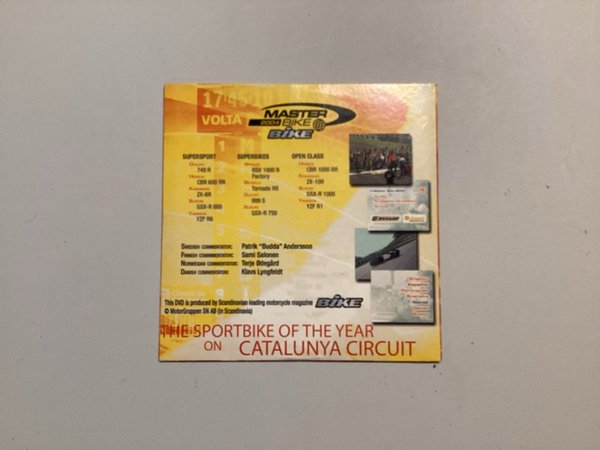 17:45
VOLTA
MASTER
2004 BIKE
BIKE
SUPERSPORT
DUCATI
749 R
HONDA
CBR 600 RR
KAWASAKI
ZX-6R
SUZUKI
GSX-R 600
YAMAHA
YZF R6
SUPERBIKES
APRILIA
RSV 1000 R
Factory
BENELLI
Tornado RS
DUCATI
999 S
SUZUKI
GSX-R 750
OPEN CLASS
HONDA
CBR 1000 RR
KAWASAKI
ZX-10R
SUZUKI
GSX-R 1000
YAMAHA
YZF R1
SWEDISH COMMENTATOR: Patrik "Budda" Andersson
FINNISH COMMMENTATOR: Sami Salonen
NORWEGIAN COMMENTATOR: Terje Ødegård
DANISH COMMENTATOR: Klavs Lyngfeldt
This DVD is produced by Scandinavian leading motorcycle magazine BIKE
© MotorGruppen SN AB (in Scandinavia)
THE SPORTBIKE OF THE YEAR
ON CATALUNYA CIRCUIT